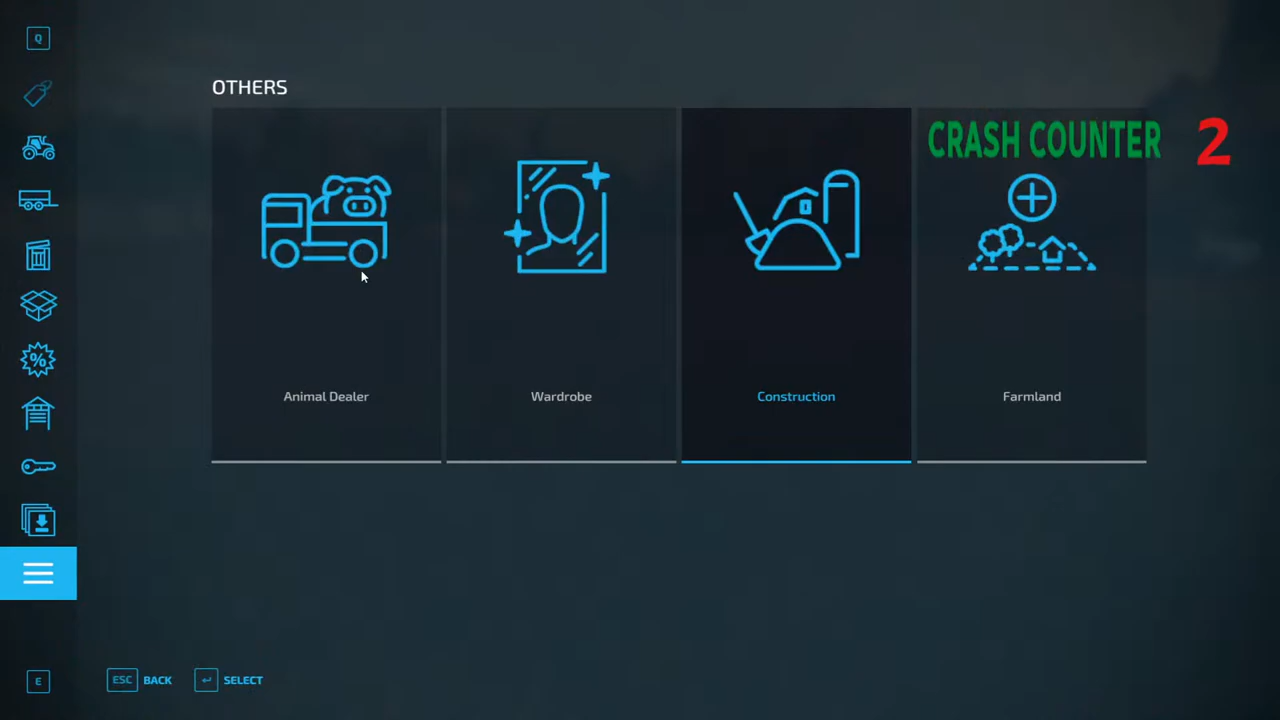 Q
OTHERS
CRASH COUNTER 2
%
Animal Dealer
Wardrobe
Construction
Farmland
E
ESC BACK
SELECT